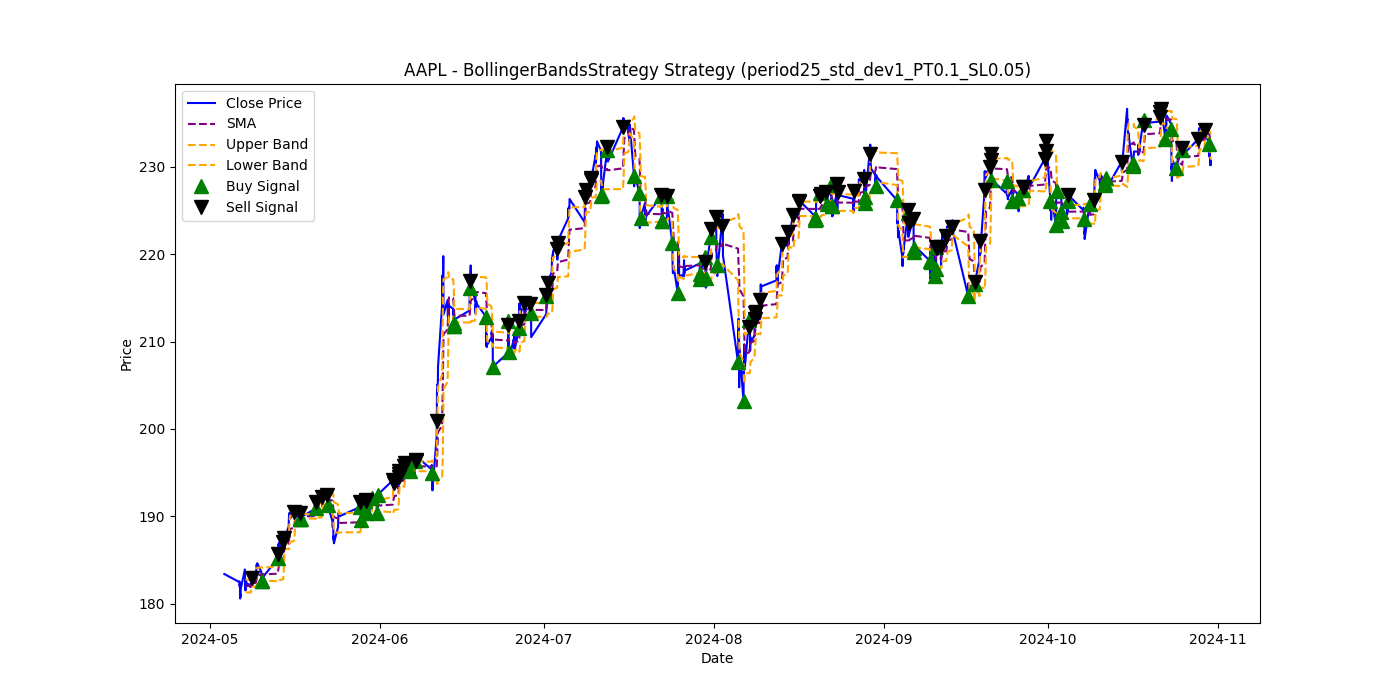 AAPL - BollingerBandsStrategy Strategy (period25_std_dev1_PT0.1_SL0.05)
Close Price
SMA
Upper Band
Lower Band
Buy Signal
Sell Signal
230
220
210
200
190
180
Price
2024-05
2024-06
2024-07
2024-08
2024-09
2024-10
2024-11
Date